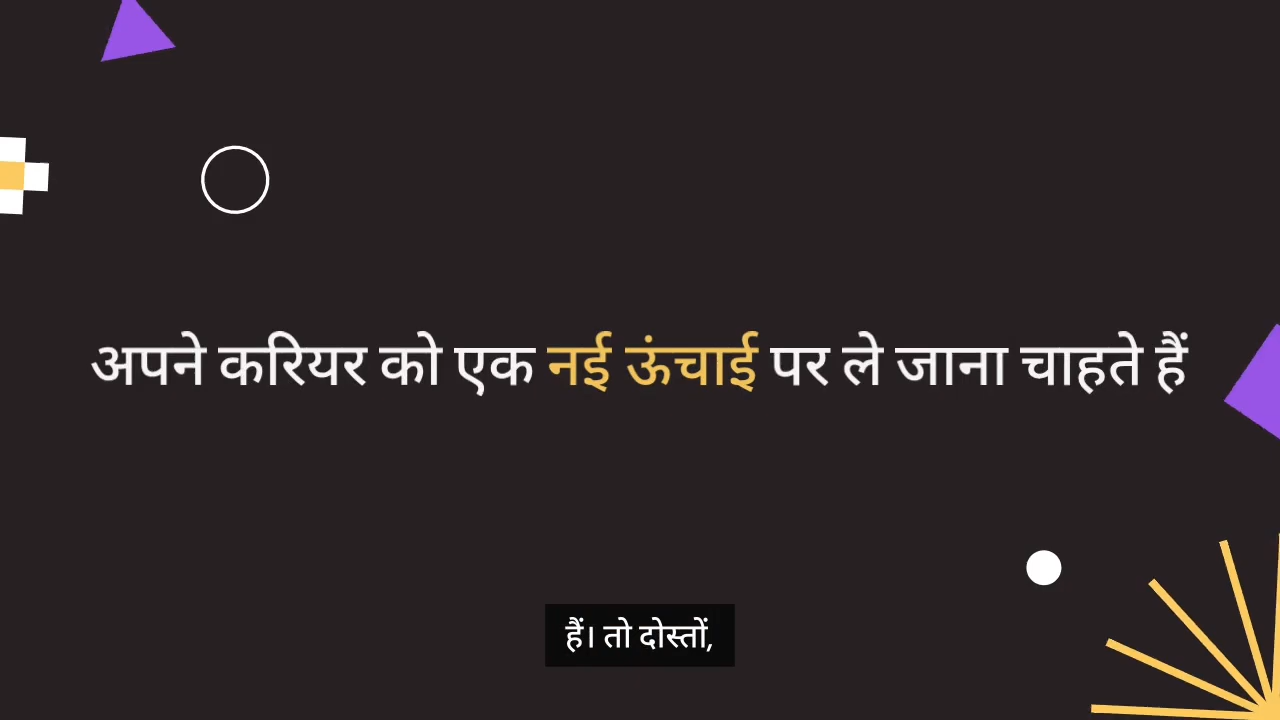 अपने करियर को एक नई ऊंचाई पर ले जाना चाहते हैं
हैं। तो दोस्तों,